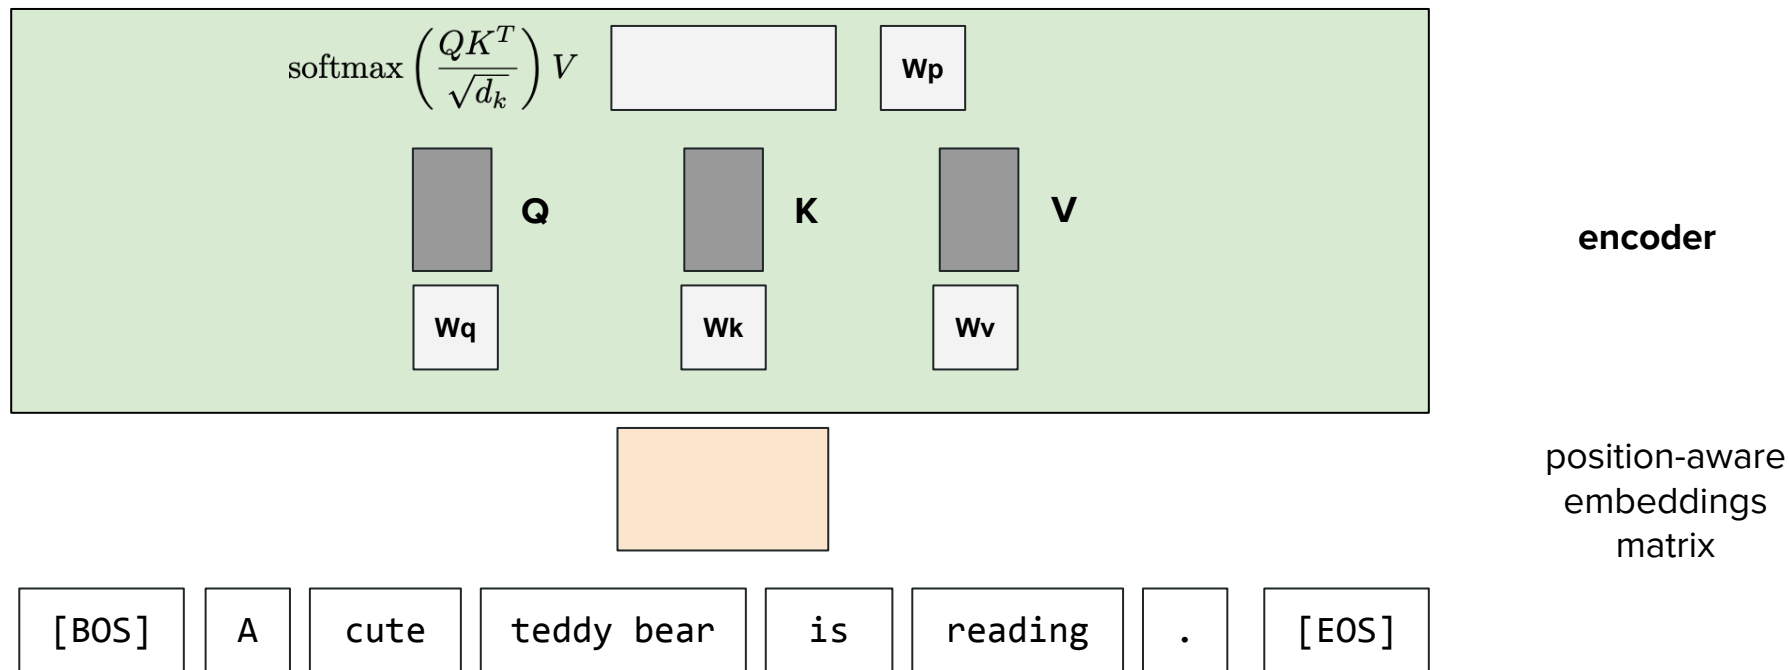 softmax(QK^T/√d_k)V
Wp
Q
K
V
encoder
Wq
Wk
Wv
position-aware
embeddings
matrix
[BOS] A cute teddy bear is reading . [EOS]